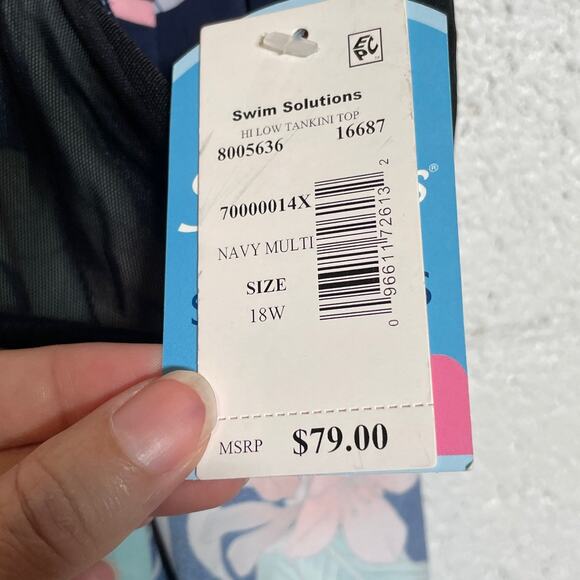 EPC
Swim Solutions
HI LOW TANKINI TOP
8005636 16687
70000014X
NAVY MULTI
SIZE
18W
0 96611 72613 2
MSRP $79.00